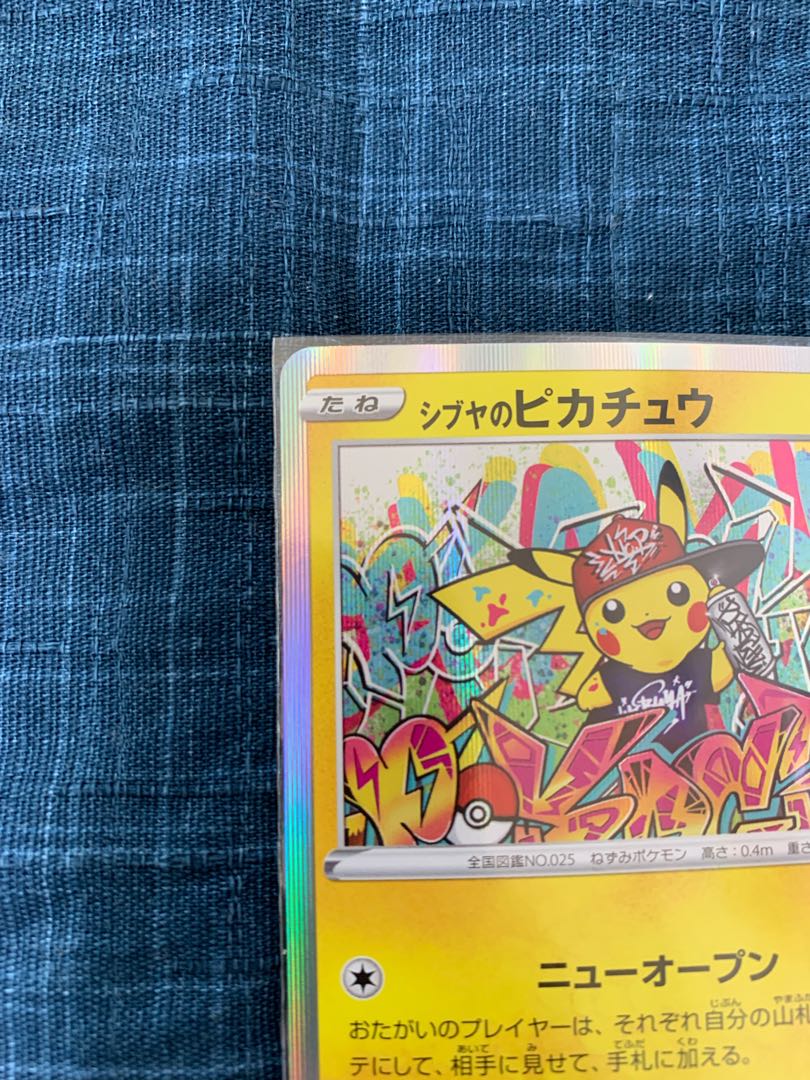 たね
シブヤのピカチュウ
全国図鑑NO.025 ねずみポケモン 高さ:0.4m 重さ
ニューオープン
おたがいのプレイヤーは、それぞれ自分の山札
テにして、相手に見せて、手札に加える。